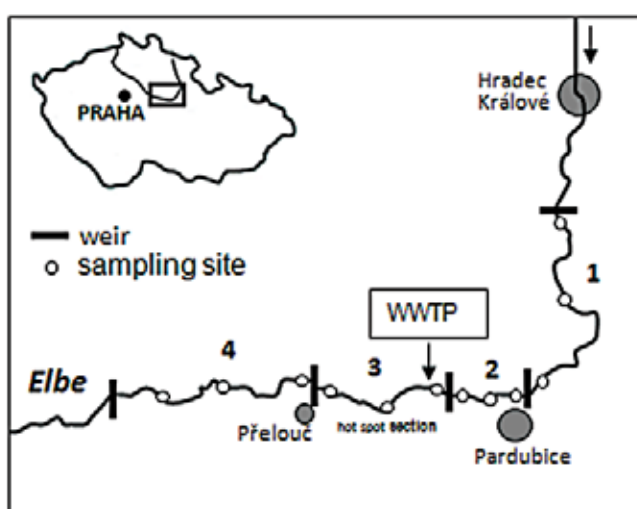 Hradec
Králové
PRAHA
weir
sampling site
1
WWTP
4
3
2
Elbe
Přelouč
hot spot section
Pardubice